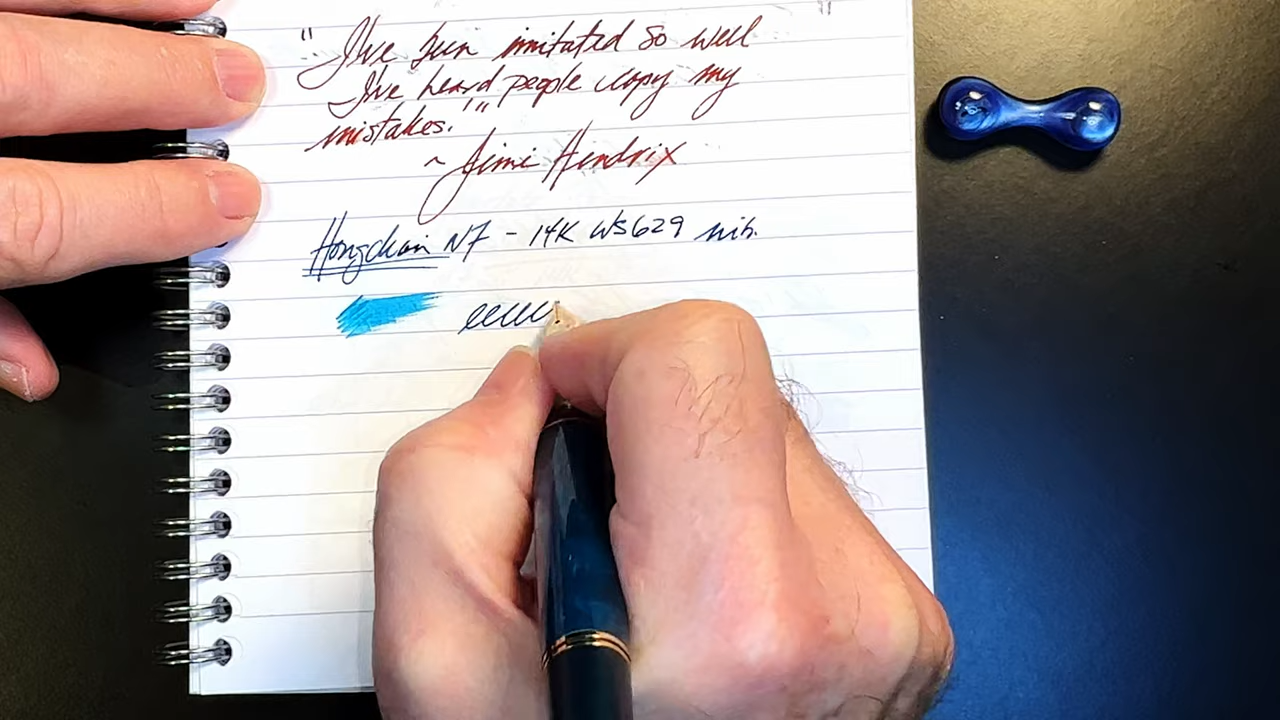 "I've been imitated so well
I've heard people copy my
mistakes."
~ Jimi Hendrix
Hongdian N7 - 14K WS629 nib.
eeee